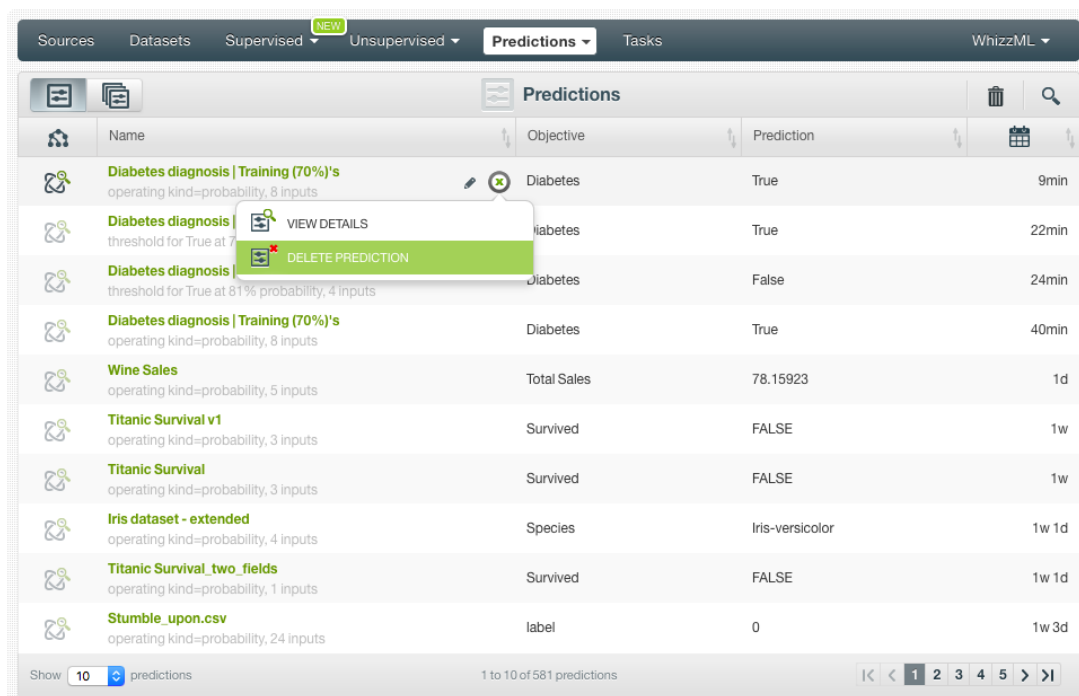 NEW
Sources Datasets Supervised Unsupervised Predictions Tasks WhizzML
Predictions
Name Objective Prediction
Diabetes diagnosis | Training (70%)'s
operating kind=probability, 8 inputs
Diabetes True 9min
VIEW DETAILS
DELETE PREDICTION
Diabetes diagnosis |
threshold for True at 7
iabetes True 22min
Diabetes diagnosis |
threshold for True at 81% probability, 4 inputs
Diabetes False 24min
Diabetes diagnosis | Training (70%)'s
operating kind=probability, 8 inputs
Diabetes True 40min
Wine Sales
operating kind=probability, 5 inputs
Total Sales 78.15923 1d
Titanic Survival v1
operating kind=probability, 3 inputs
Survived FALSE 1w
Titanic Survival
operating kind=probability, 3 inputs
Survived FALSE 1w
Iris dataset - extended
operating kind=probability, 4 inputs
Species Iris-versicolor 1w 1d
Titanic Survival_two_fields
operating kind=probability, 1 inputs
Survived FALSE 1w 1d
Stumble_upon.csv
operating kind=probability, 24 inputs
label 0 1w 3d
Show 10 predictions 1 to 10 of 581 predictions 1 2 3 4 5